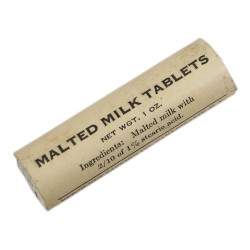 MALTED MILK TABLETS
NET WGT. 1 OZ.
Ingredients: Malted milk with
2/10 of 1% stearic acid.